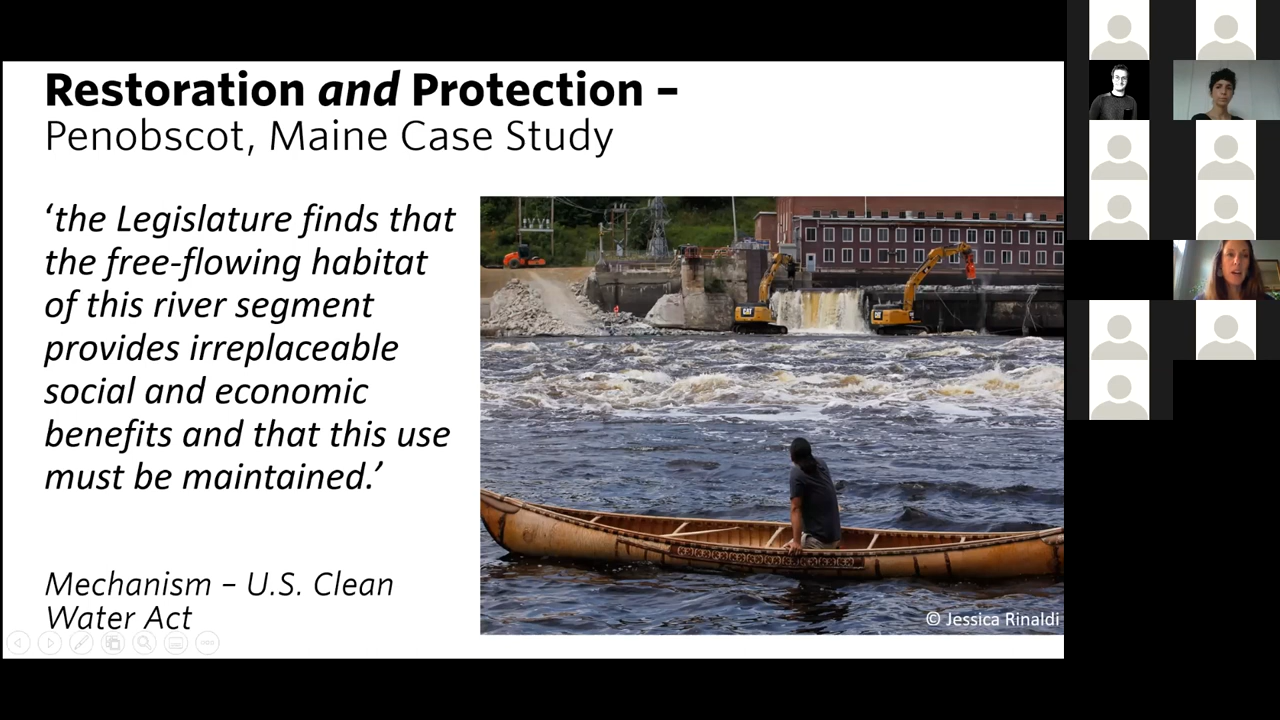 Restoration and Protection –
Penobscot, Maine Case Study
‘the Legislature finds that
the free-flowing habitat
of this river segment
provides irreplaceable
social and economic
benefits and that this use
must be maintained.’
Mechanism – U.S. Clean
Water Act
CAT
CAT
© Jessica Rinaldi